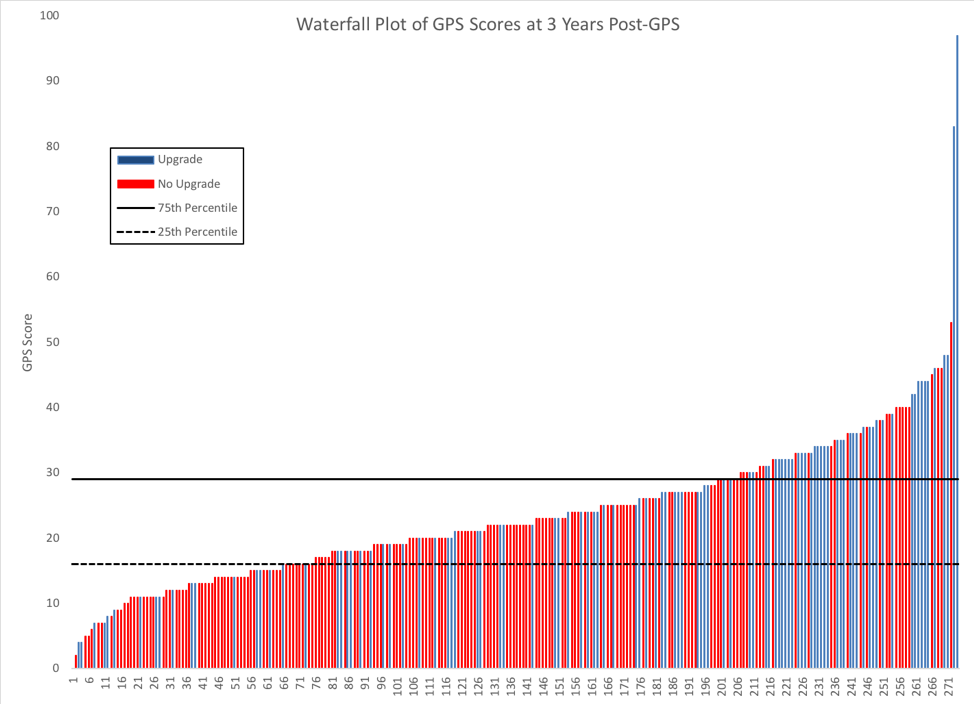 Waterfall Plot of GPS Scores at 3 Years Post-GPS
100
90
80
70
60
50
40
30
20
10
0
GPS Score
Upgrade
No Upgrade
75th Percentile
25th Percentile
1 6 11 16 21 26 31 36 41 46 51 56 61 66 71 76 81 86 91 96 101 106 111 116 121 126 131 136 141 146 151 156 161 166 171 176 181 186 191 196 201 206 211 216 221 226 231 236 241 246 251 256 261 266 271